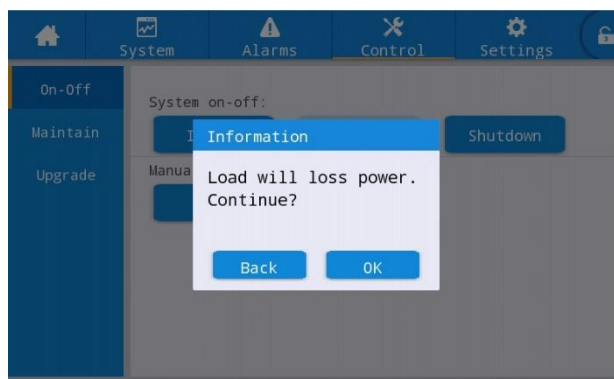 System Alarms Control Settings
On-Off
System on-off:
Maintain
Information
Shutdown
Upgrade
Manua
Load will loss power.
Continue?
Back OK